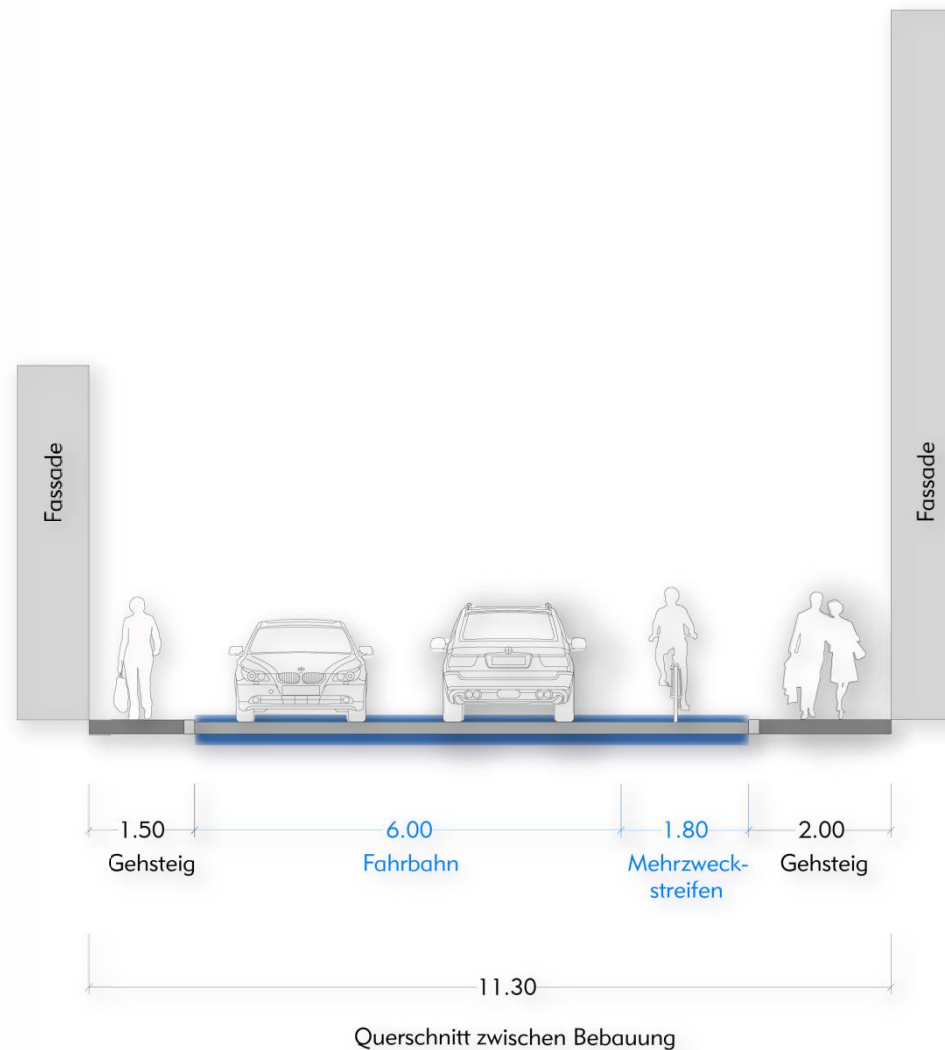 Fassade
Fassade
1.50
6.00
1.80
2.00
Gehsteig
Fahrbahn
Mehrzweck-
streifen
Gehsteig
11.30
Querschnitt zwischen Bebauung